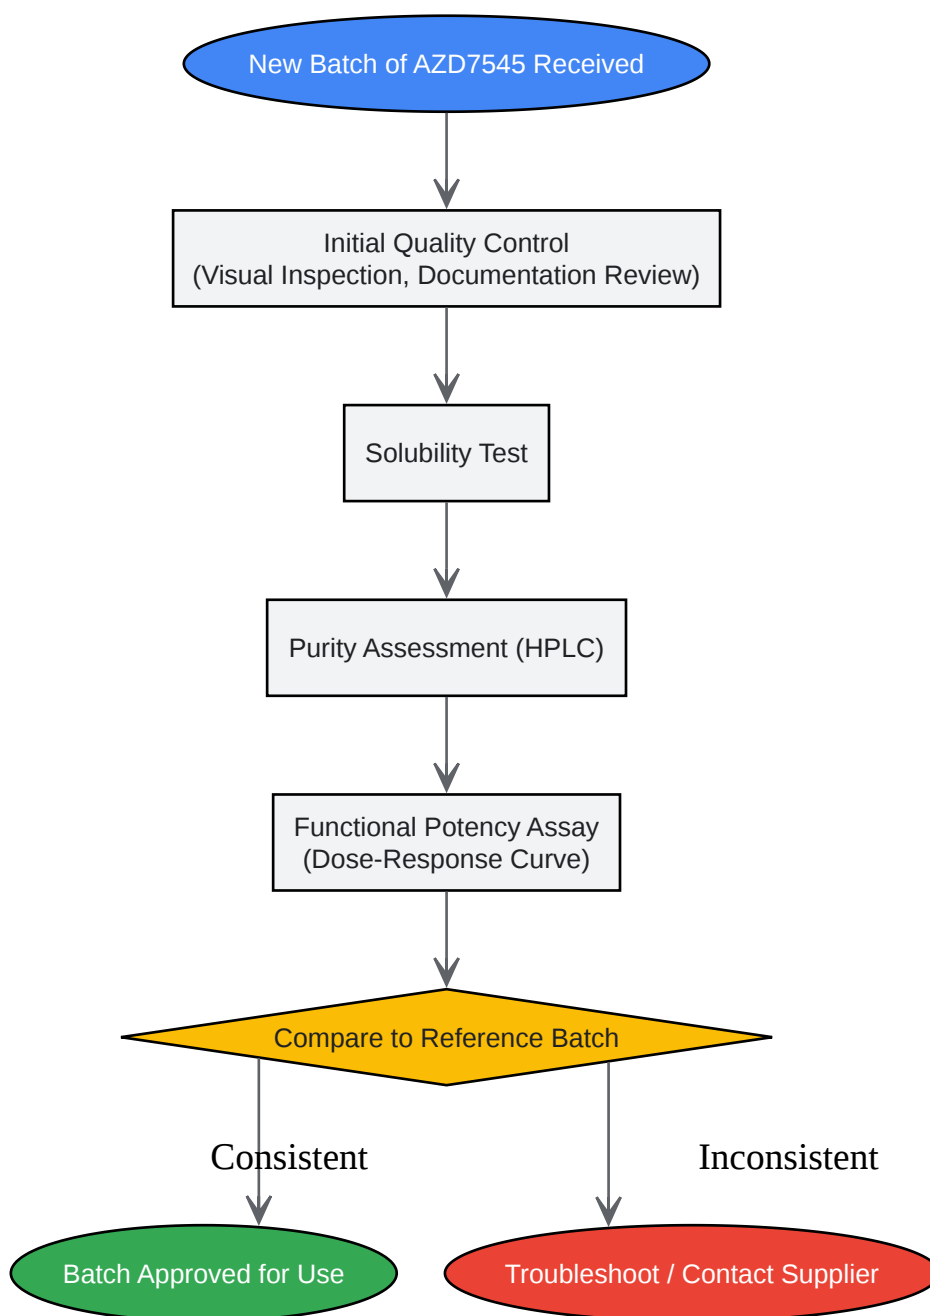 New Batch of AZD7545 Received
Initial Quality Control
(Visual Inspection, Documentation Review)
Solubility Test
Purity Assessment (HPLC)
Functional Potency Assay
(Dose-Response Curve)
Compare to Reference Batch
Consistent
Inconsistent
Batch Approved for Use
Troubleshoot / Contact Supplier